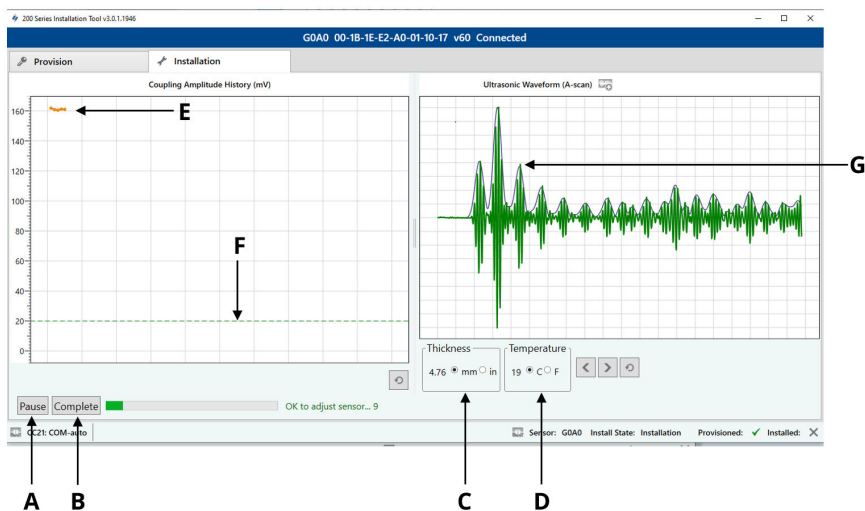 200 Series Installation Tool v3.0.1.1946
G0A0 00-1B-1E-E2-A0-01-10-17 v60 Connected
Provision
Installation
Coupling Amplitude History (mV)
Ultrasonic Waveform (A-scan)
160
140
120
100
80
60
40
20
0
E
F
G
Thickness
4.76 mm in
Temperature
19 C F
Pause
Complete
OK to adjust sensor... 9
CC21: COM-auto
Sensor: G0A0 Install State: Installation Provisioned: ✓ Installed: ✕
A
B
C
D